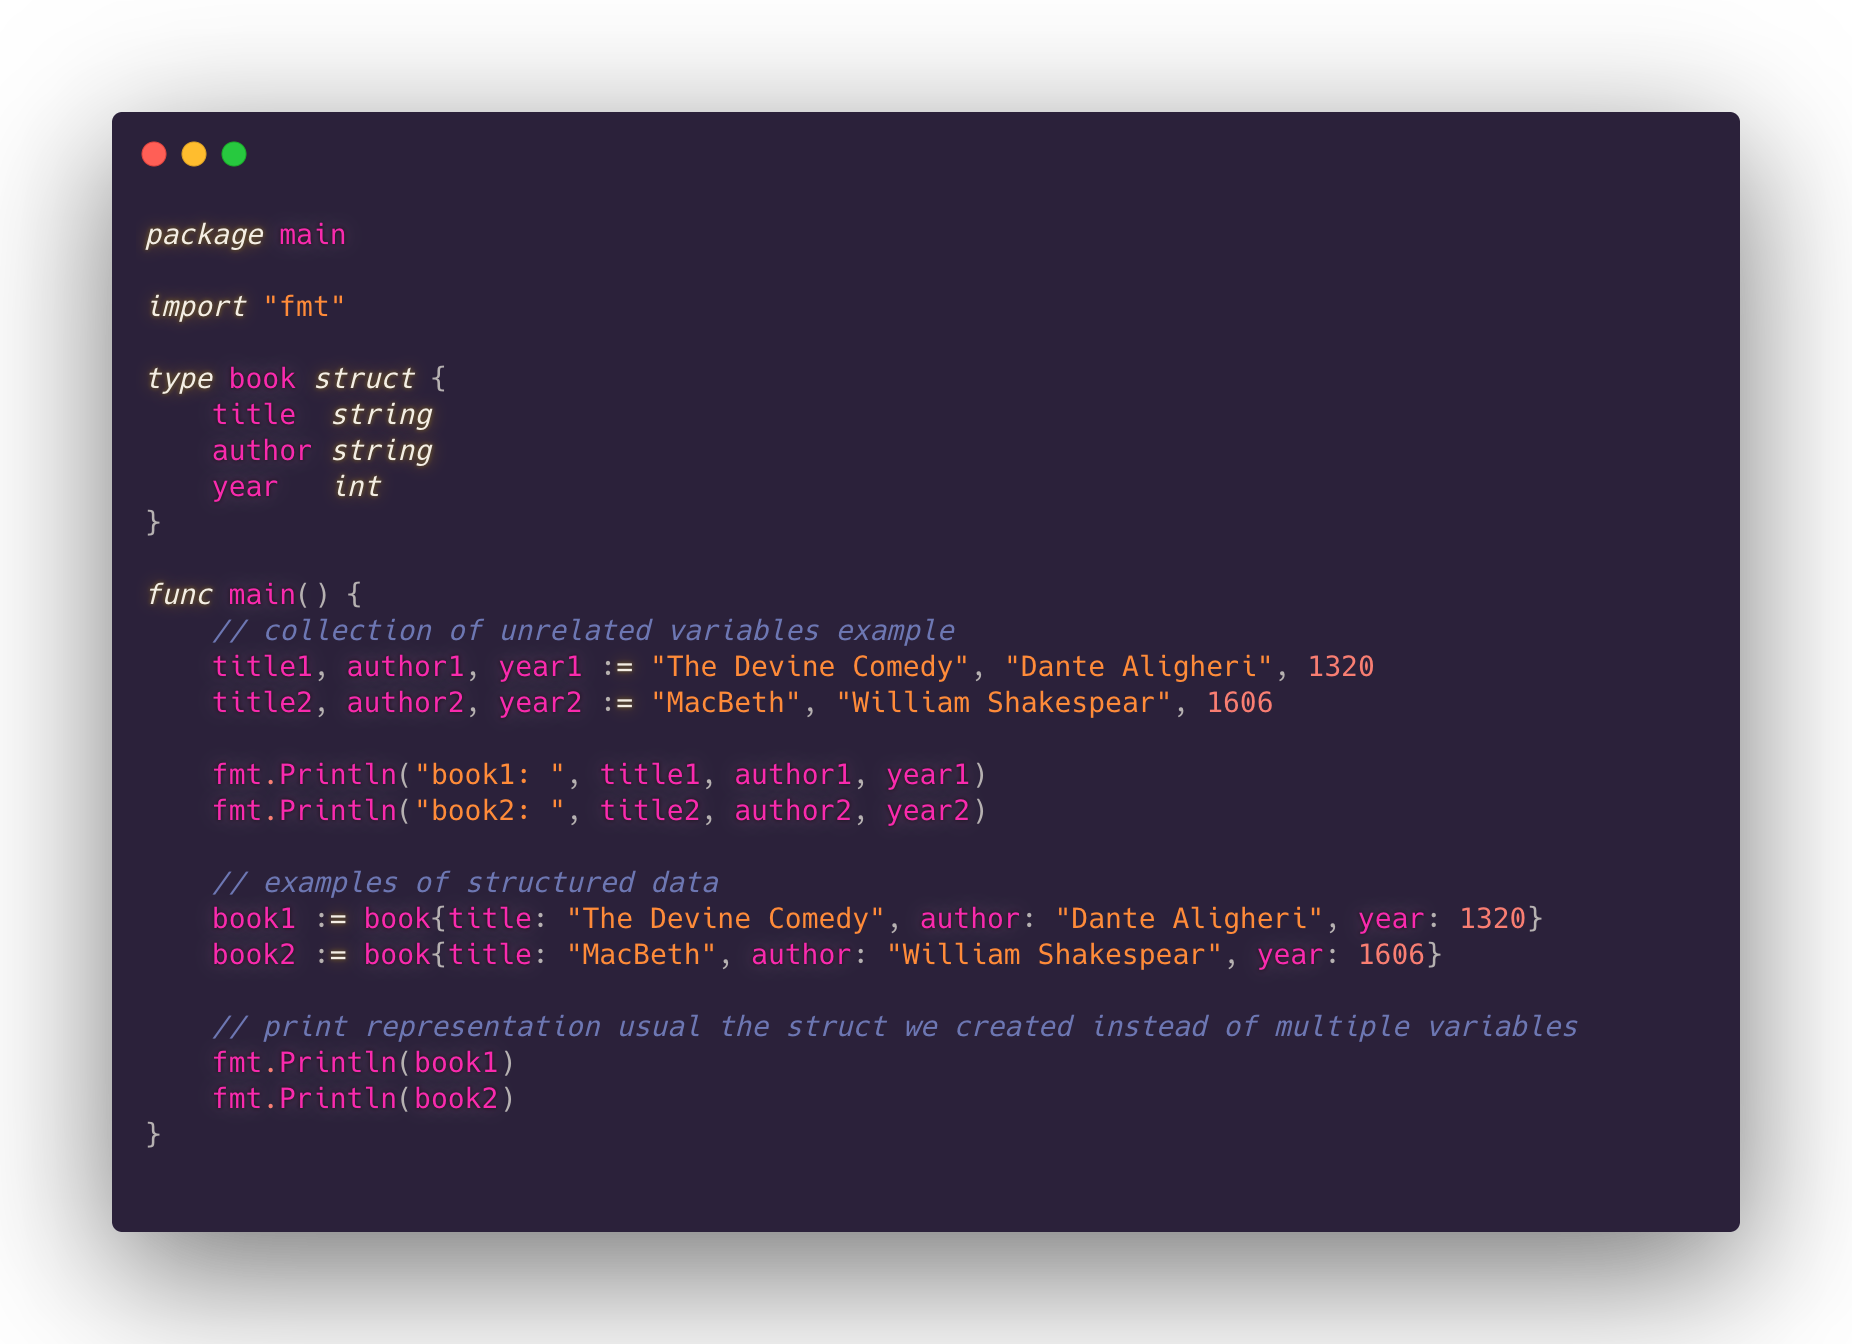 package main

import "fmt"

type book struct {
    title  string
    author string
    year   int
}

func main() {
    // collection of unrelated variables example
    title1, author1, year1 := "The Devine Comedy", "Dante Aligheri", 1320
    title2, author2, year2 := "MacBeth", "William Shakespear", 1606

    fmt.Println("book1: ", title1, author1, year1)
    fmt.Println("book2: ", title2, author2, year2)

    // examples of structured data
    book1 := book{title: "The Devine Comedy", author: "Dante Aligheri", year: 1320}
    book2 := book{title: "MacBeth", author: "William Shakespear", year: 1606}

    // print representation usual the struct we created instead of multiple variables
    fmt.Println(book1)
    fmt.Println(book2)
}